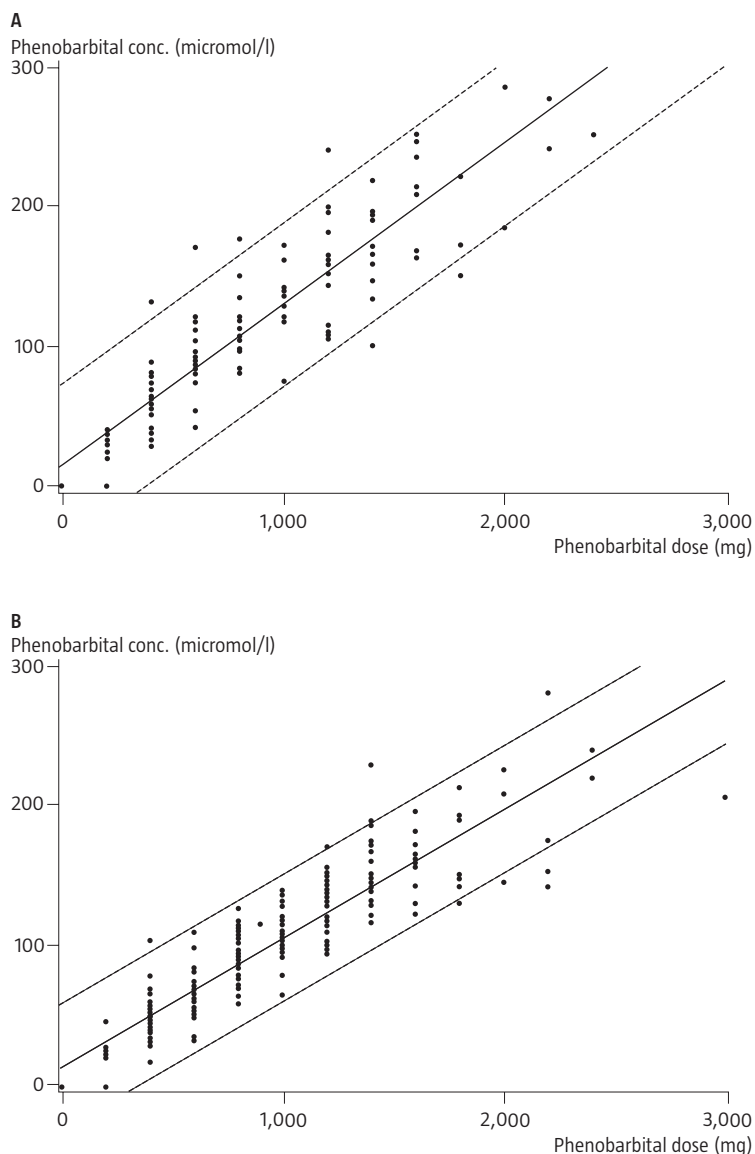 A
Phenobarbital conc. (micromol/l)
300
200
100
0
0 1,000 2,000 3,000
Phenobarbital dose (mg)
B
Phenobarbital conc. (micromol/l)
300
200
100
0
0 1,000 2,000 3,000
Phenobarbital dose (mg)